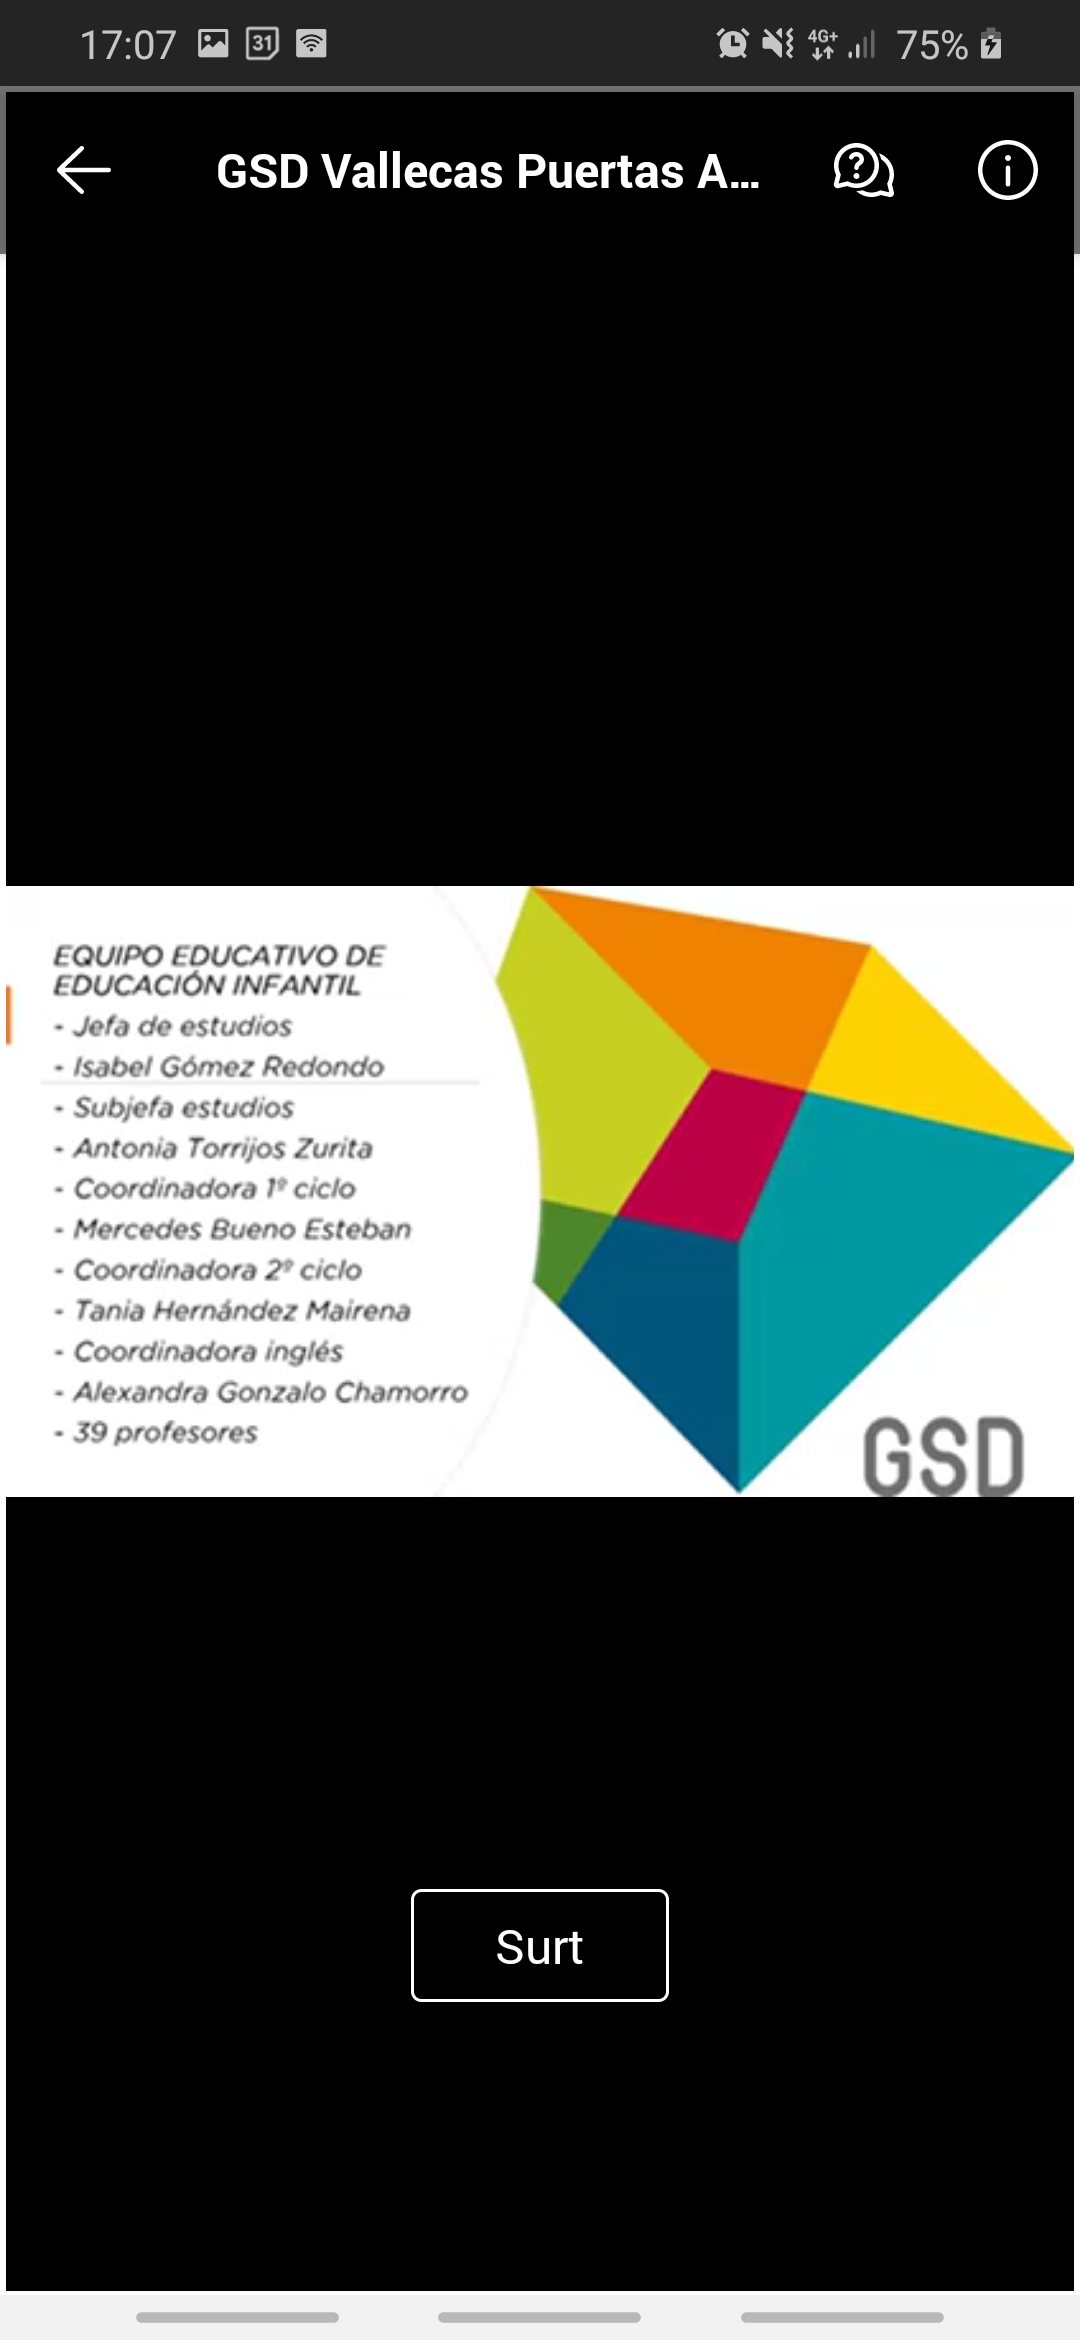 17:07
31
4G+
75%
GSD Vallecas Puertas A...
EQUIPO EDUCATIVO DE
EDUCACIÓN INFANTIL
- Jefa de estudios
- Isabel Gómez Redondo
- Subjefa estudios
- Antonia Torrijos Zurita
- Coordinadora 1º ciclo
- Mercedes Bueno Esteban
- Coordinadora 2º ciclo
- Tania Hernández Mairena
- Coordinadora inglés
- Alexandra Gonzalo Chamorro
- 39 profesores
GSD
Surt